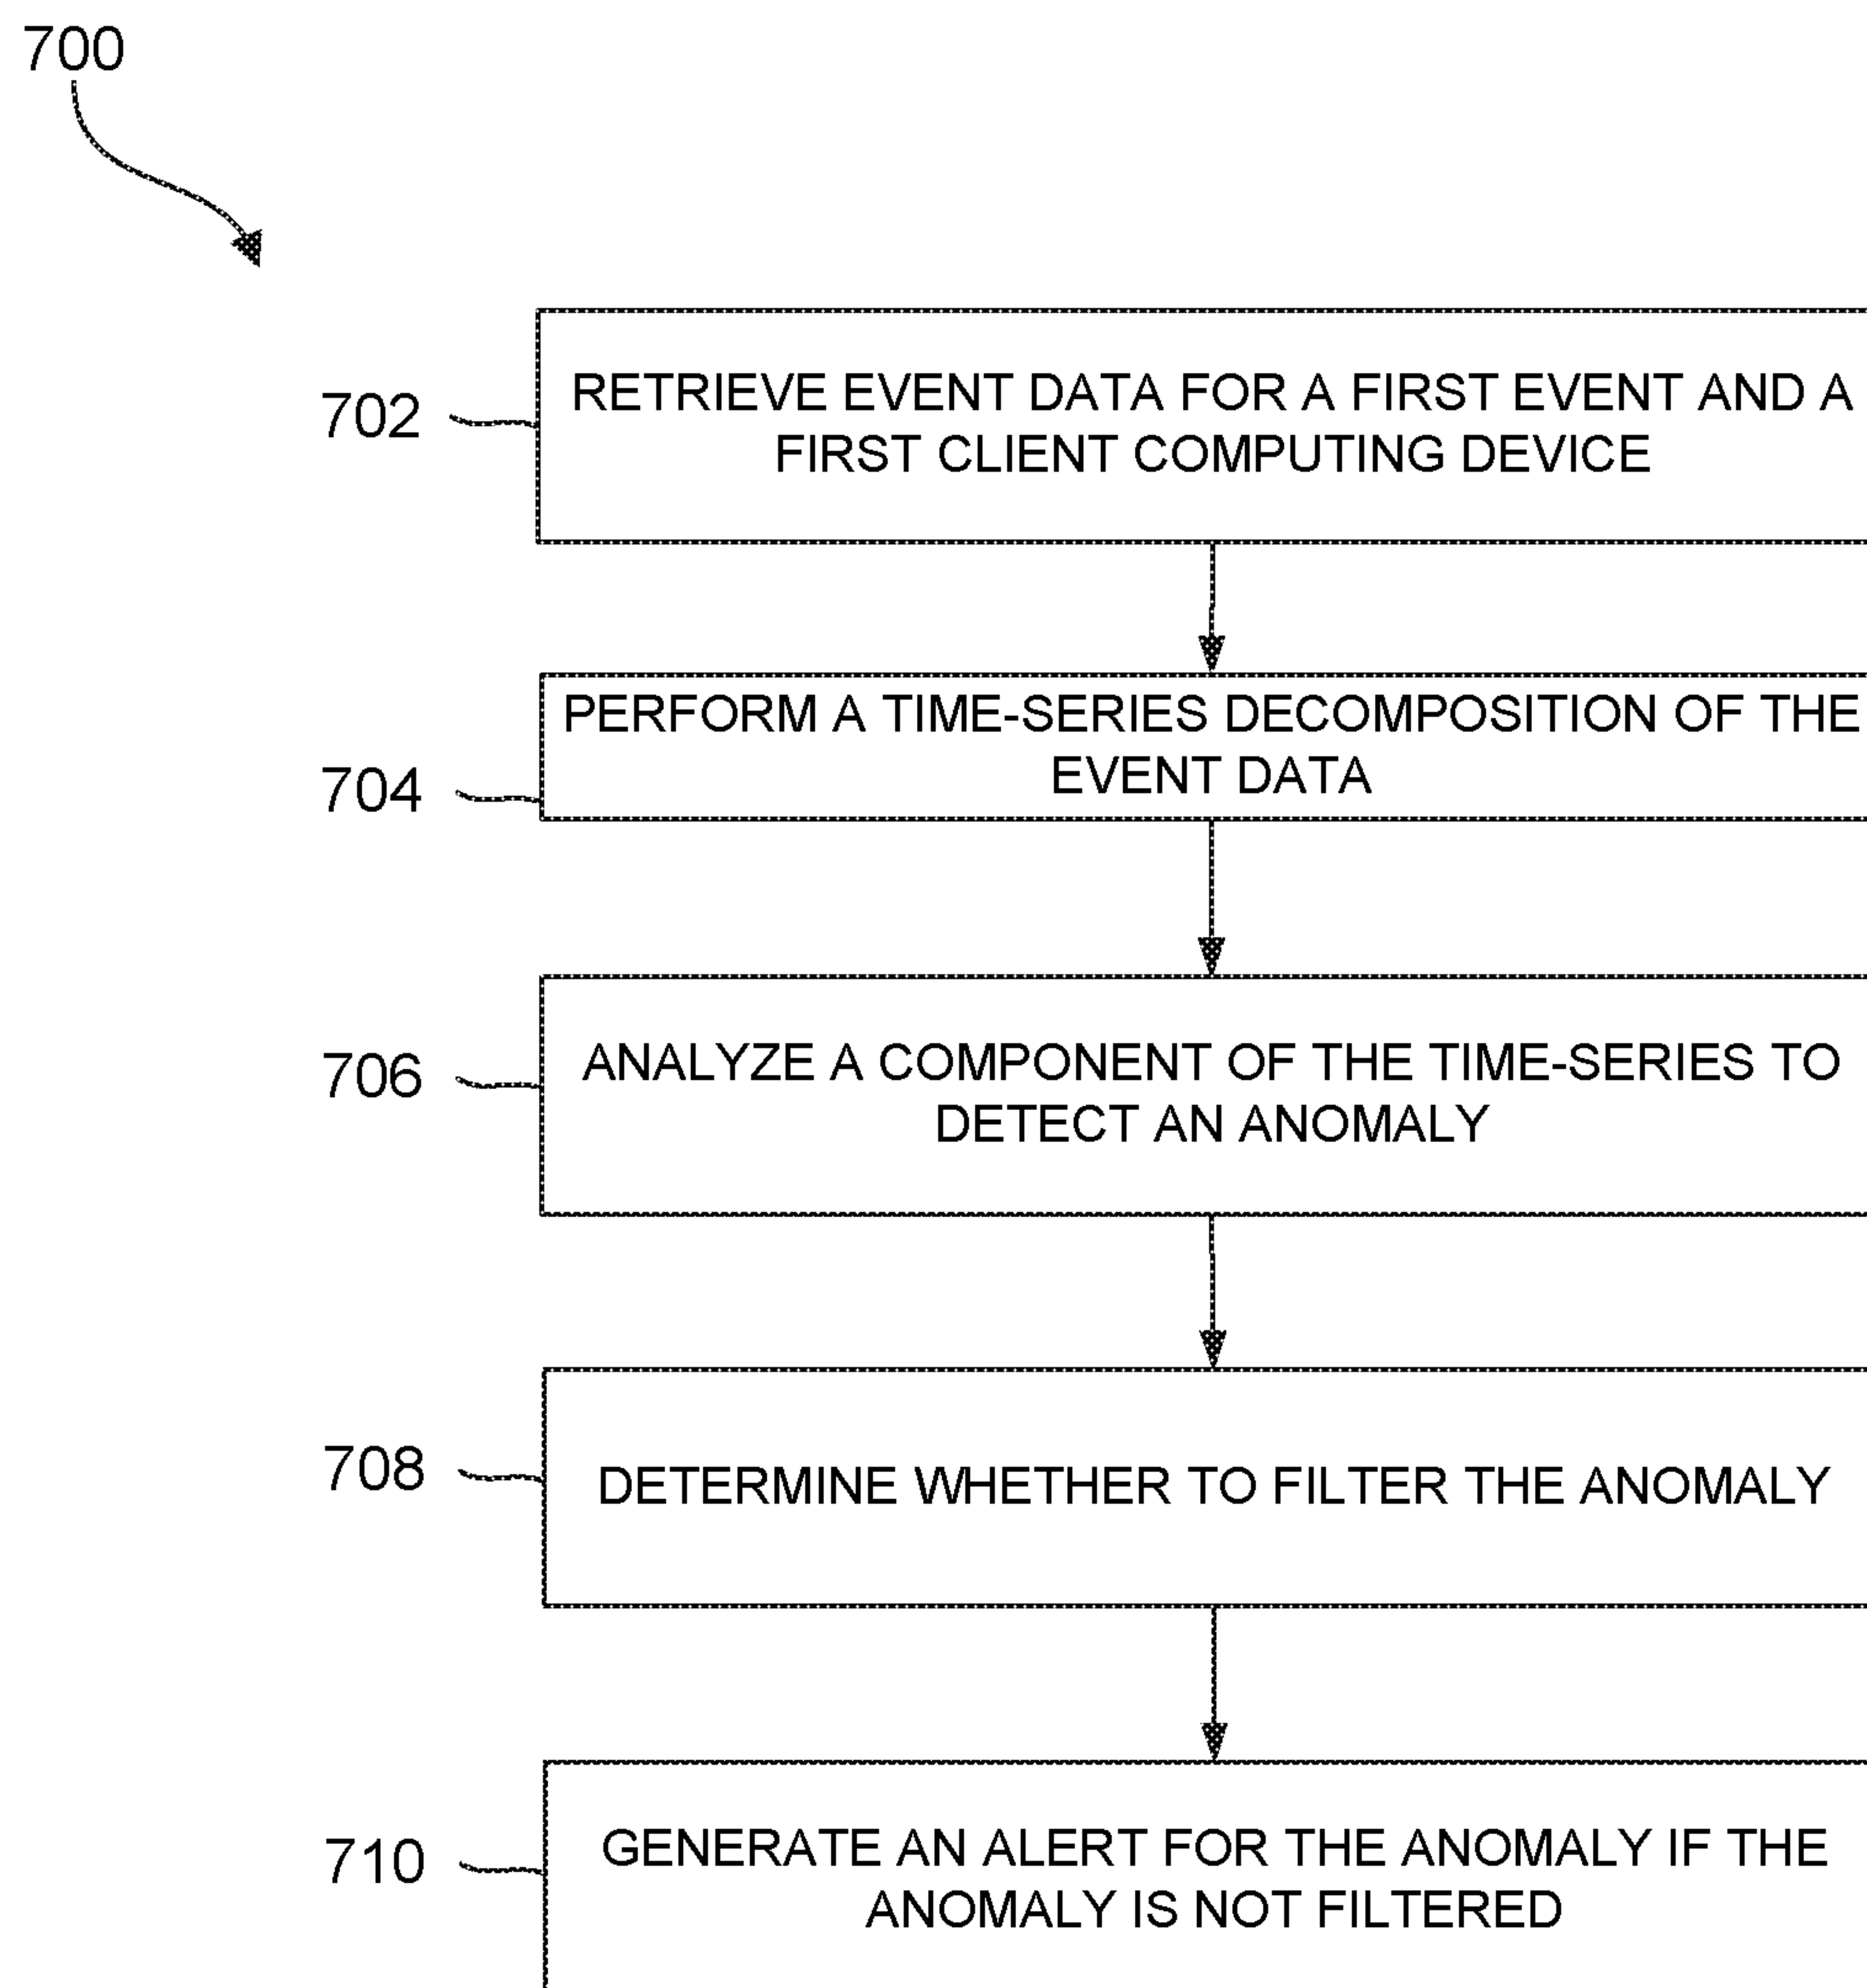 700
702
RETRIEVE EVENT DATA FOR A FIRST EVENT AND A
FIRST CLIENT COMPUTING DEVICE
704
PERFORM A TIME-SERIES DECOMPOSITION OF THE
EVENT DATA
706
ANALYZE A COMPONENT OF THE TIME-SERIES TO
DETECT AN ANOMALY
708
DETERMINE WHETHER TO FILTER THE ANOMALY
710
GENERATE AN ALERT FOR THE ANOMALY IF THE
ANOMALY IS NOT FILTERED